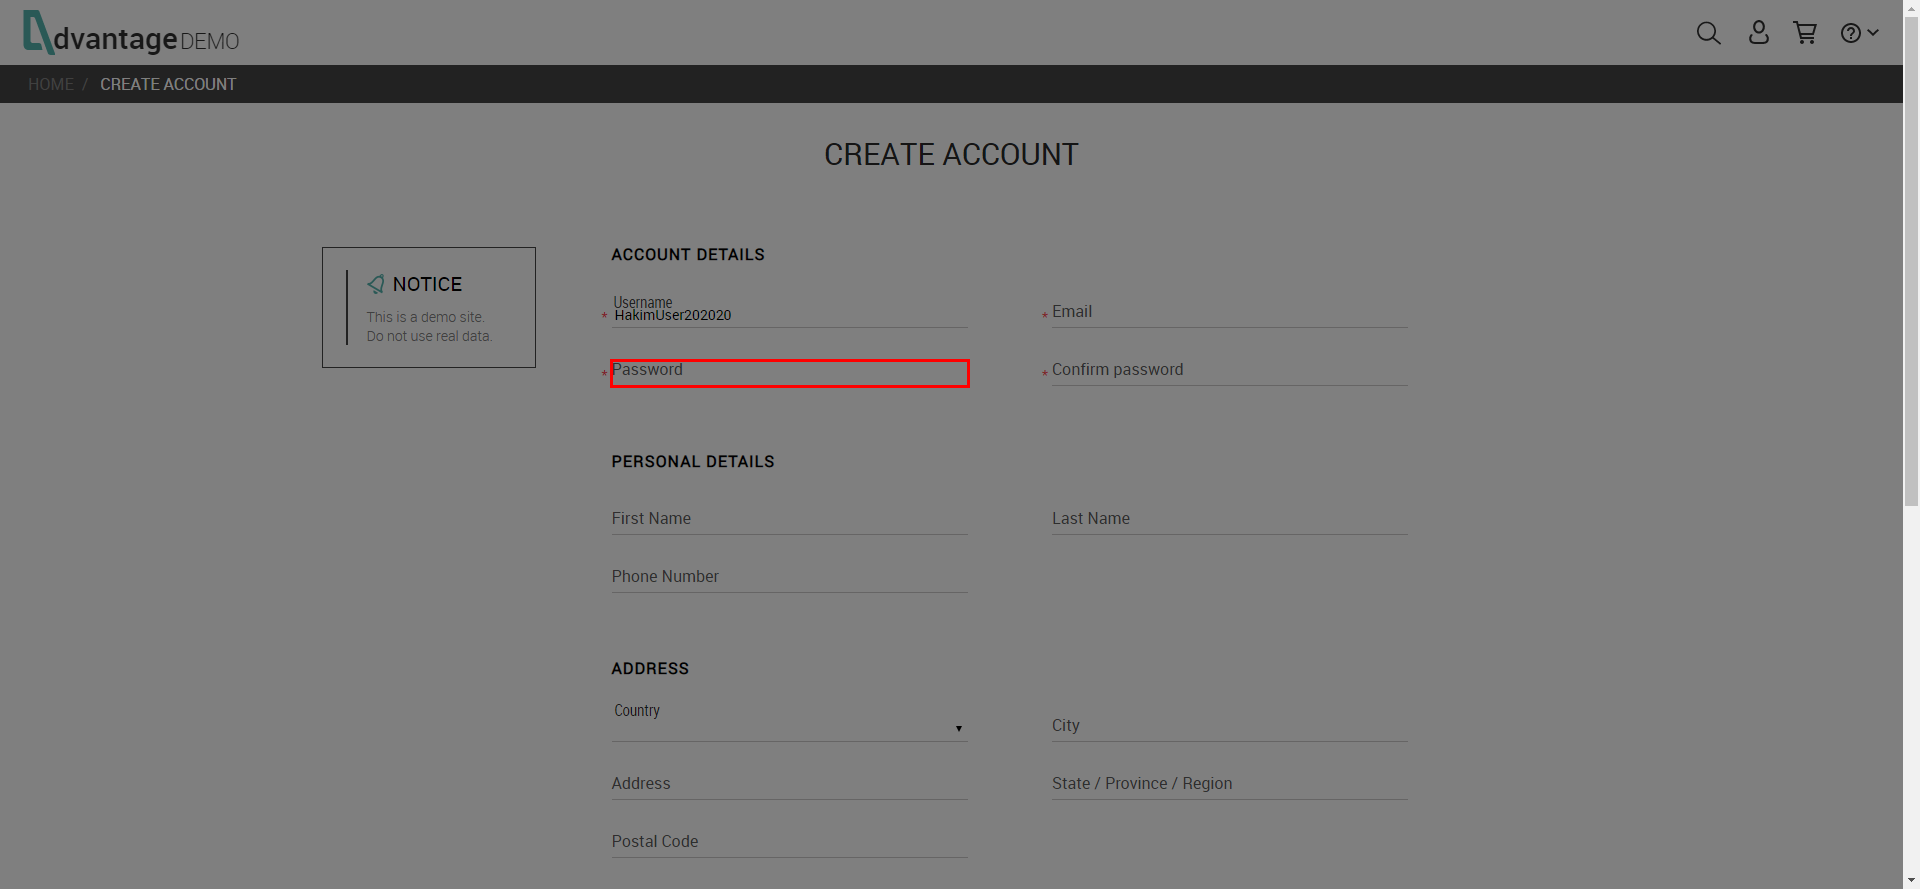 dvantage DEMO
HOME / CREATE ACCOUNT
CREATE ACCOUNT
NOTICE
This is a demo site.
Do not use real data.
ACCOUNT DETAILS
Username
* HakimUser202020
* Email
* Password
* Confirm password
PERSONAL DETAILS
First Name
Last Name
Phone Number
ADDRESS
Country
City
Address
State / Province / Region
Postal Code